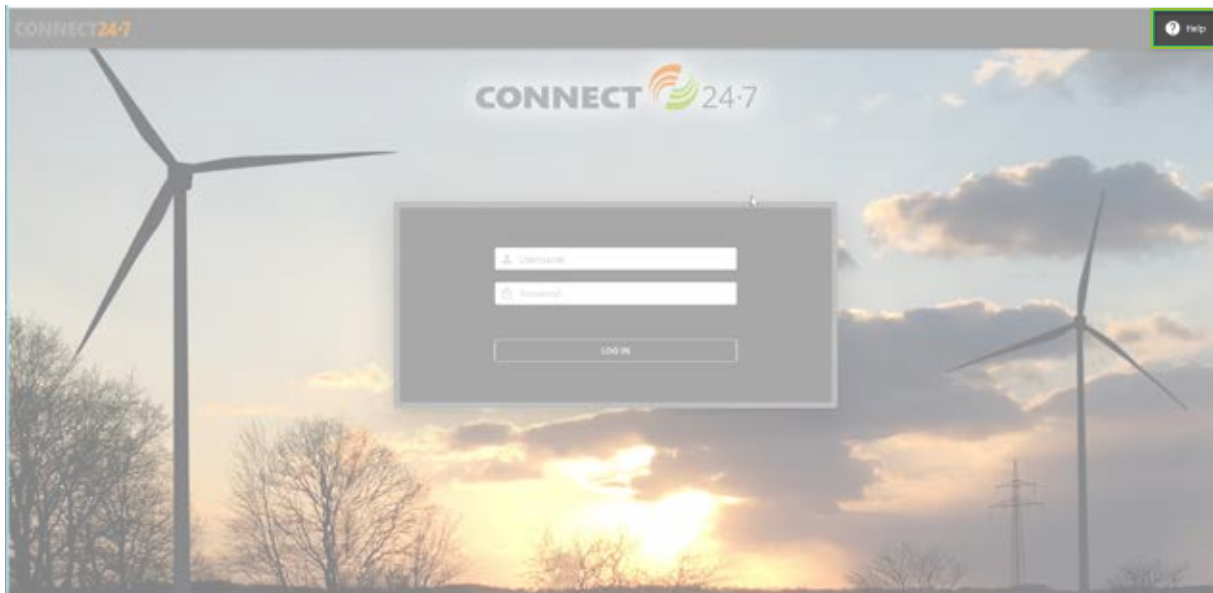 CONNECT24·7
Help
CONNECT 24·7
Username
Password
LOG IN